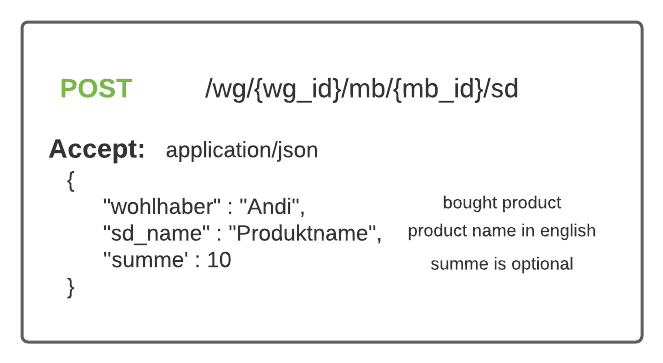 POST /wg/{wg_id}/mb/{mb_id}/sd
Accept: application/json
{
"wohlhaber" : "Andi", bought product
"sd_name" : "Produktname", product name in english
"summe' : 10 summe is optional
}